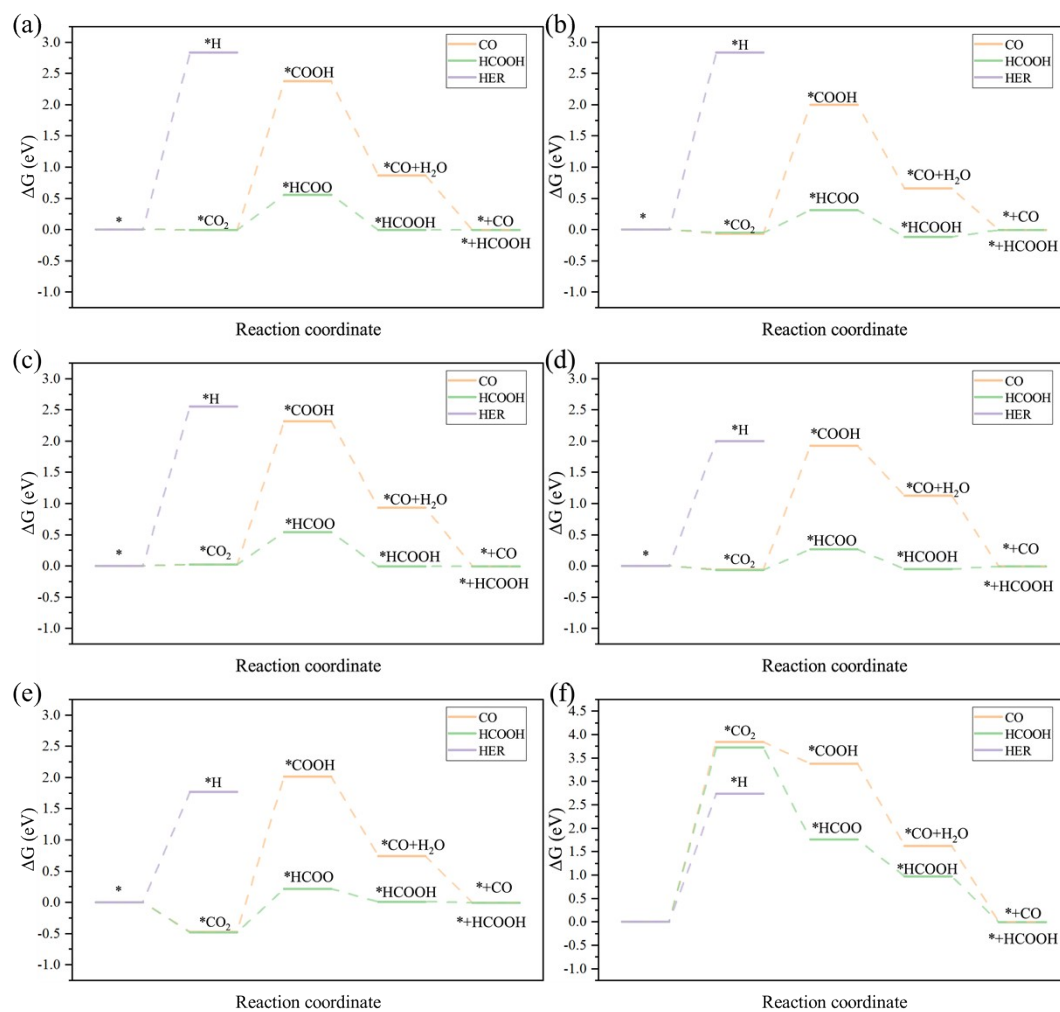 (a)
3.0
2.5
2.0
1.5
1.0
0.5
0.0
-0.5
-1.0
ΔG (eV)
*
*H
*CO₂
*COOH
*HCOO
*CO+H₂O
*HCOOH
*+CO
*+HCOOH
CO
HCOOH
HER
Reaction coordinate
(b)
3.0
2.5
2.0
1.5
1.0
0.5
0.0
-0.5
-1.0
ΔG (eV)
*
*H
*CO₂
*COOH
*HCOO
*CO+H₂O
*HCOOH
*+CO
*+HCOOH
CO
HCOOH
HER
Reaction coordinate
(c)
3.0
2.5
2.0
1.5
1.0
0.5
0.0
-0.5
-1.0
ΔG (eV)
*
*H
*CO₂
*COOH
*HCOO
*CO+H₂O
*HCOOH
*+CO
*+HCOOH
CO
HCOOH
HER
Reaction coordinate
(d)
3.0
2.5
2.0
1.5
1.0
0.5
0.0
-0.5
-1.0
ΔG (eV)
*
*H
*CO₂
*COOH
*HCOO
*CO+H₂O
*HCOOH
*+CO
*+HCOOH
CO
HCOOH
HER
Reaction coordinate
(e)
3.0
2.5
2.0
1.5
1.0
0.5
0.0
-0.5
-1.0
ΔG (eV)
*
*H
*CO₂
*COOH
*HCOO
*CO+H₂O
*HCOOH
*+CO
*+HCOOH
CO
HCOOH
HER
Reaction coordinate
(f)
4.5
4.0
3.5
3.0
2.5
2.0
1.5
1.0
0.5
0.0
-0.5
-1.0
ΔG (eV)
*CO₂
*H
*COOH
*HCOO
*CO+H₂O
*HCOOH
*+CO
*+HCOOH
CO
HCOOH
HER
Reaction coordinate